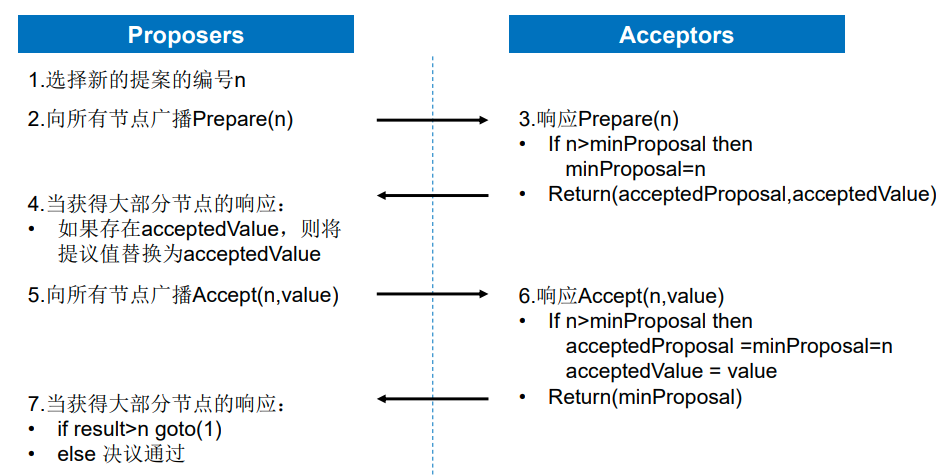 Proposers
Acceptors
1.选择新的提案的编号n
2.向所有节点广播Prepare(n)
3.响应Prepare(n)
• If n>minProposal then
minProposal=n
• Return(acceptedProposal,acceptedValue)
4.当获得大部分节点的响应：
• 如果存在acceptedValue，则将
提议值替换为acceptedValue
5.向所有节点广播Accept(n,value)
6.响应Accept(n,value)
• If n>minProposal then
acceptedProposal =minProposal=n
acceptedValue = value
• Return(minProposal)
7.当获得大部分节点的响应：
• if result>n goto(1)
• else 决议通过